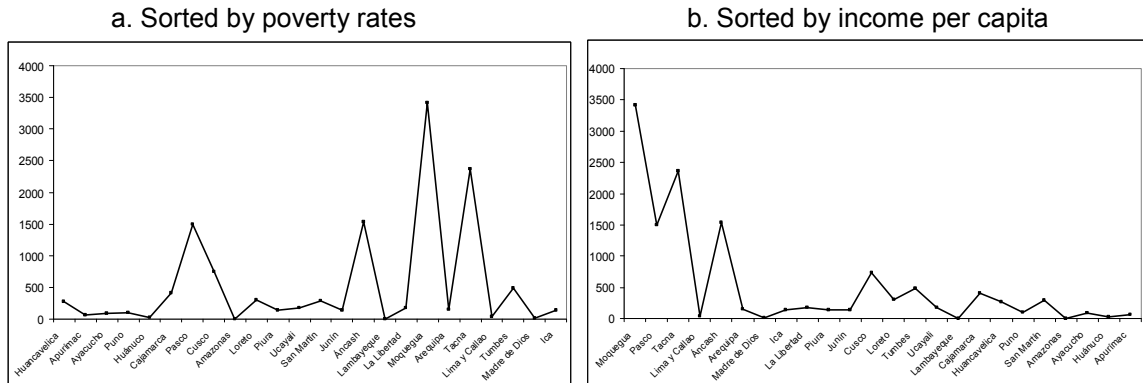 a. Sorted by poverty rates
4000
3500
3000
2500
2000
1500
1000
500
0
Huancavelica
Apurímac
Ayacucho
Puno
Huánuco
Cajamarca
Pasco
Cusco
Amazonas
Loreto
Piura
Ucayali
San Martín
Junín
Áncash
Lambayeque
La Libertad
Moquegua
Arequipa
Tacna
Lima y Callao
Tumbes
Madre de Dios
Ica
b. Sorted by income per capita
4000
3500
3000
2500
2000
1500
1000
500
0
Moquegua
Pasco
Tacna
Lima y Callao
Áncash
Arequipa
Madre de Dios
Ica
La Libertad
Piura
Junín
Cusco
Loreto
Tumbes
Ucayali
Lambayeque
Cajamarca
Huancavelica
Puno
San Martín
Amazonas
Ayacucho
Huánuco
Apurímac